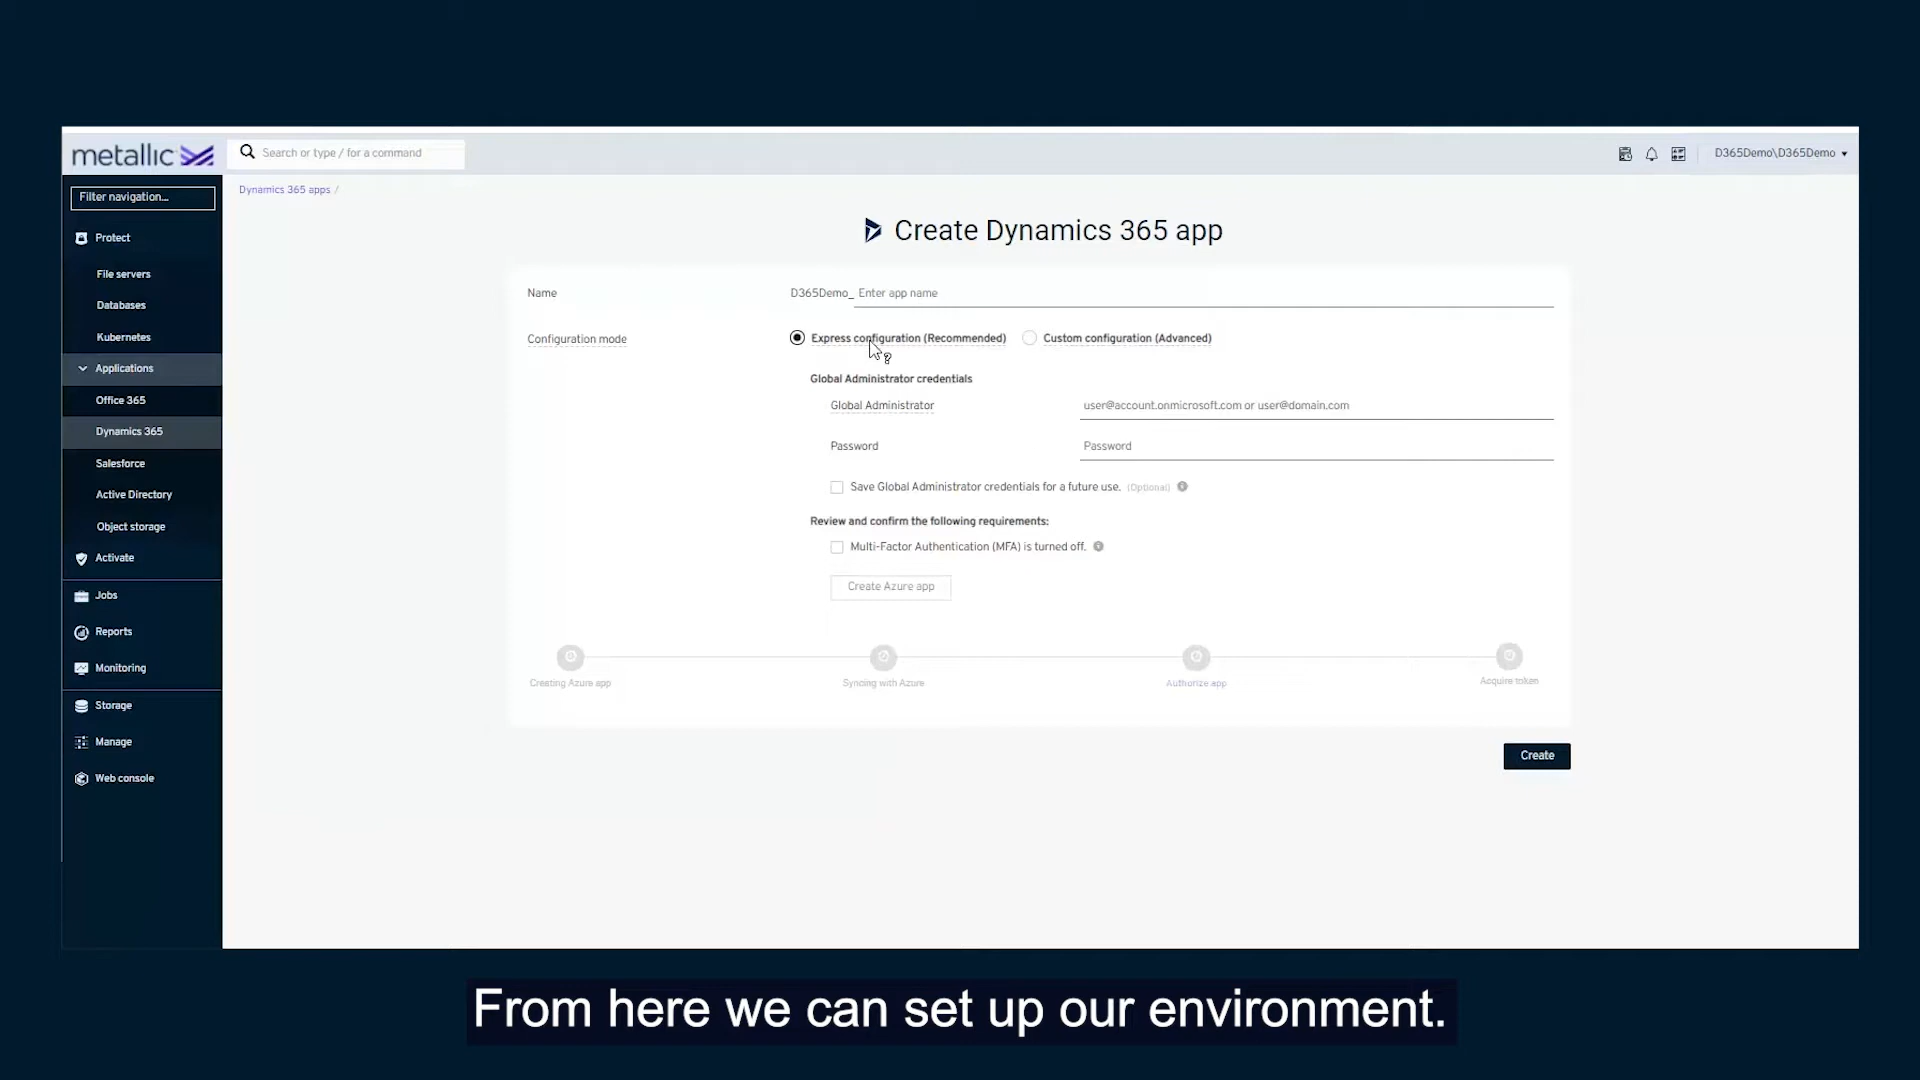 metallic
Search or type / for a command
D365Demo\D365Demo
Filter navigation...
Dynamics 365 apps /
Protect
File servers
Databases
Kubernetes
Applications
Office 365
Dynamics 365
Salesforce
Active Directory
Object storage
Activate
Jobs
Reports
Monitoring
Storage
Manage
Web console
Create Dynamics 365 app
Name
D365Demo_ Enter app name
Configuration mode
Express configuration (Recommended)
Custom configuration (Advanced)
Global Administrator credentials
Global Administrator
user@account.onmicrosoft.com or user@domain.com
Password
Password
Save Global Administrator credentials for a future use. (Optional)
Review and confirm the following requirements:
Multi-Factor Authentication (MFA) is turned off.
Create Azure app
Creating Azure app
Syncing with Azure
Authorize app
Acquire token
Create
From here we can set up our environment.